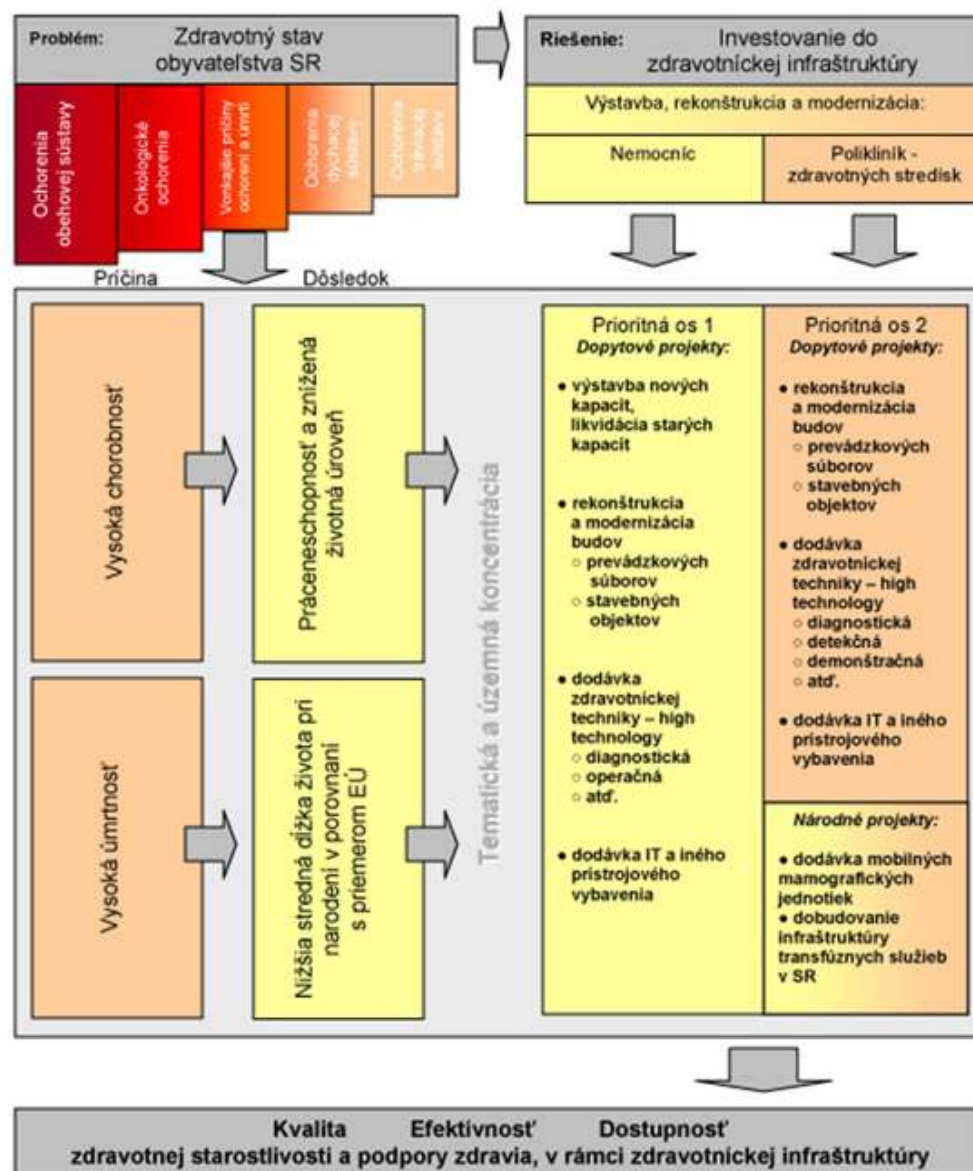 Problém: Zdravotný stav
obyvateľstva SR
Riešenie: Investovanie do
zdravotníckej infraštruktúry
Ochorenia
obehovej sústavy
Onkologické
ochorenia
Vonkajšie príčiny
ochorení a úmrtí
Ochorenia
dýchacej
sústavy
Ochorenia
tráviacej
sústavy
Výstavba, rekonštrukcia a modernizácia:
Nemocníc
Polikliník -
zdravotných stredísk
Príčina
Dôsledok
Vysoká chorobnosť
Práceneschopnosť a znížená
životná úroveň
Vysoká úmrtnosť
Nižšia stredná dĺžka života pri
narodení v porovnaní
s priemerom EÚ
Tematická a územná koncentrácia
Prioritná os 1
Dopytové projekty:
● výstavba nových
kapacít,
likvidácia starých
kapacít
● rekonštrukcia
a modernizácia
budov
○ prevádzkových
súborov
○ stavebných
objektov
● dodávka
zdravotníckej
techniky – high
technology
○ diagnostická
○ operačná
○ atď.
● dodávka IT a iného
prístrojového
vybavenia
Prioritná os 2
Dopytové projekty:
● rekonštrukcia
a modernizácia
budov
○ prevádzkových
súborov
○ stavebných
objektov
● dodávka
zdravotníckej
techniky – high
technology
○ diagnostická
○ detekčná
○ demonštračná
○ atď.
● dodávka IT a iného
prístrojového
vybavenia
Národné projekty:
● dodávka mobilných
mamografických
jednotiek
● dobudovanie
infraštruktúry
transfúznych služieb
v SR
Kvalita Efektívnosť Dostupnosť
zdravotnej starostlivosti a podpory zdravia, v rámci zdravotníckej infraštruktúry